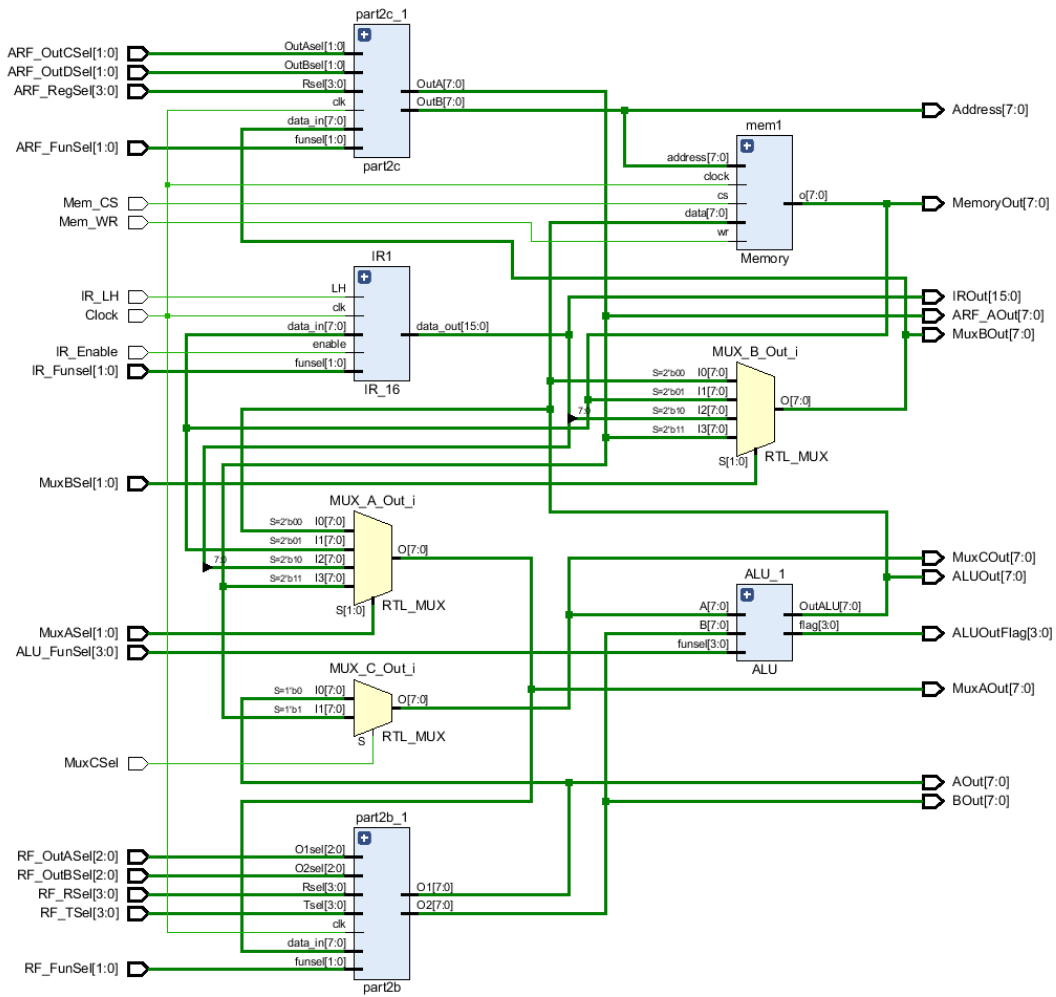 part2c_1
ARF_OutCSel[1:0]
ARF_OutDSel[1:0]
ARF_RegSel[3:0]
ARF_FunSel[1:0]
OutAsel[1:0]
OutBsel[1:0]
Rsel[3:0]
clk
data_in[7:0]
funsel[1:0]
OutA[7:0]
OutB[7:0]
part2c
Address[7:0]
mem1
address[7:0]
clock
cs
data[7:0]
wr
o[7:0]
Memory
MemoryOut[7:0]
Mem_CS
Mem_WR
IR1
IR_LH
Clock
IR_Enable
IR_Funsel[1:0]
LH
clk
data_in[7:0]
enable
funsel[1:0]
data_out[15:0]
IR_16
IROut[15:0]
ARF_AOut[7:0]
MuxBOut[7:0]
MUX_B_Out_i
S=2'b00 I0[7:0]
S=2'b01 I1[7:0]
7:0
S=2'b10 I2[7:0]
S=2'b11 I3[7:0]
S[1:0]
O[7:0]
RTL_MUX
MuxBSel[1:0]
MUX_A_Out_i
S=2'b00 I0[7:0]
S=2'b01 I1[7:0]
7:0
S=2'b10 I2[7:0]
S=2'b11 I3[7:0]
S[1:0]
O[7:0]
RTL_MUX
MuxASel[1:0]
ALU_FunSel[3:0]
MuxCOut[7:0]
ALUOut[7:0]
ALU_1
A[7:0]
B[7:0]
funsel[3:0]
OutALU[7:0]
flag[3:0]
ALU
ALUOutFlag[3:0]
MUX_C_Out_i
S=1'b0 I0[7:0]
S=1'b1 I1[7:0]
S
O[7:0]
RTL_MUX
MuxAOut[7:0]
MuxCSel
AOut[7:0]
BOut[7:0]
part2b_1
RF_OutASel[2:0]
RF_OutBSel[2:0]
RF_RSel[3:0]
RF_TSel[3:0]
RF_FunSel[1:0]
O1sel[2:0]
O2sel[2:0]
Rsel[3:0]
Tsel[3:0]
clk
data_in[7:0]
funsel[1:0]
O1[7:0]
O2[7:0]
part2b